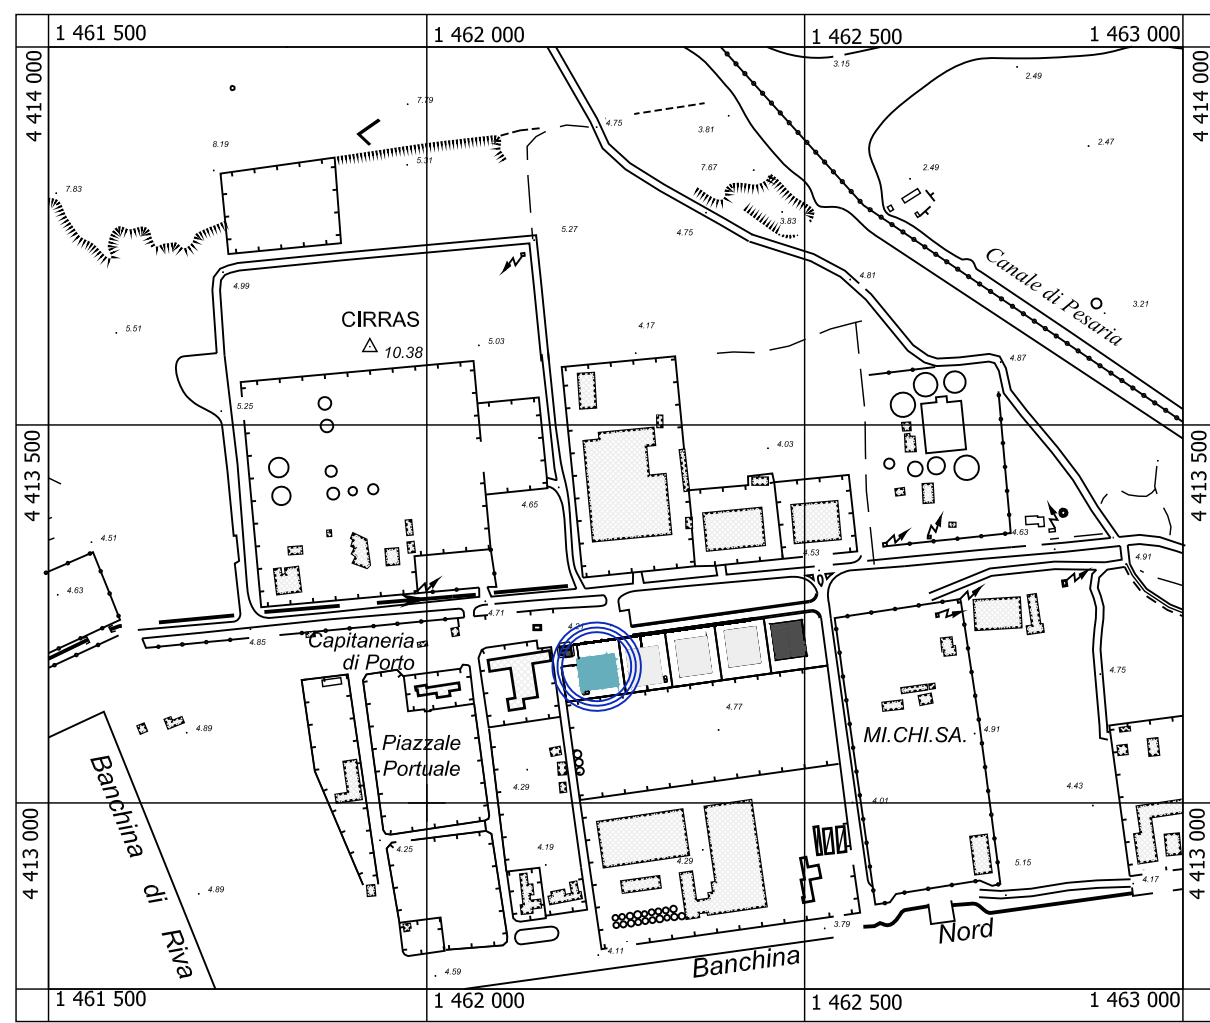 1 461 500
1 462 000
1 462 500
1 463 000
4 414 000
4 414 000
3.15
2.49
7.79
4.75
3.81
8.19
5.31
7.67
2.49
2.47
7.83
3.83
5.27
4.75
Canale di Pesaria
4.99
4.81
3.21
5.51
CIRRAS
10.38
5.03
4.17
4.87
5.25
4 413 500
4.03
4 413 500
4.65
4.51
4.53
4.63
4.91
4.63
4.71
4.21
4.85
Capitaneria
di Porto
4.75
4.77
4.89
Piazzale
Portuale
MI.CHI.SA.
4.91
Banchina di Riva
4.29
4.43
4.01
4 413 000
4.25
4.19
4.29
5.15
4 413 000
4.89
4.17
3.79
4.11
Banchina
Nord
4.59
1 461 500
1 462 000
1 462 500
1 463 000